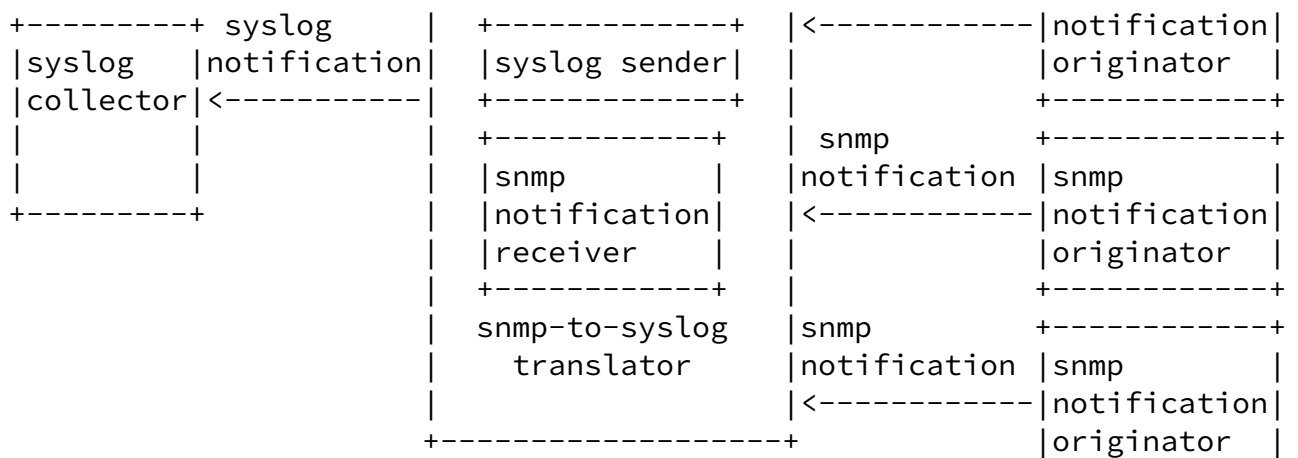 +---------+ syslog      |  +-------------+  |<------------|notification|
|syslog   |notification|  |syslog sender|  |             |originator  |
|collector|<-----------|  +-------------+  |             +------------+
|         |            |  +------------+   | snmp        +------------+
|         |            |  |snmp        |   |notification |snmp        |
+---------+            |  |notification|   |<------------|notification|
                       |  |receiver    |   |             |originator  |
                       |  +------------+   |             +------------+
                       |  snmp-to-syslog   |snmp         +------------+
                       |    translator     |notification |snmp        |
                       |                   |<------------|notification|
                       +-------------------+             |originator  |